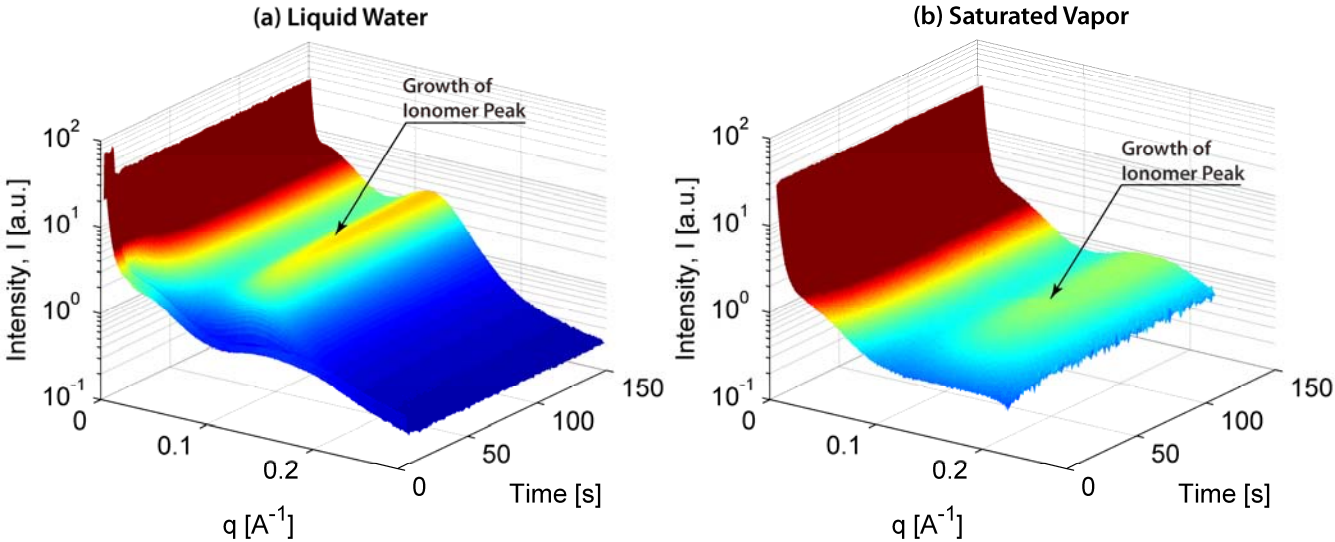 (a) Liquid Water
Growth of
Ionomer Peak
10^2
10^1
10^0
10^-1
Intensity, I [a.u.]
0
0.1
0.2
q [A^-1]
0
50
100
150
Time [s]
(b) Saturated Vapor
Growth of
Ionomer Peak
10^2
10^1
10^0
10^-1
Intensity, I [a.u.]
0
0.1
0.2
q [A^-1]
0
50
100
150
Time [s]